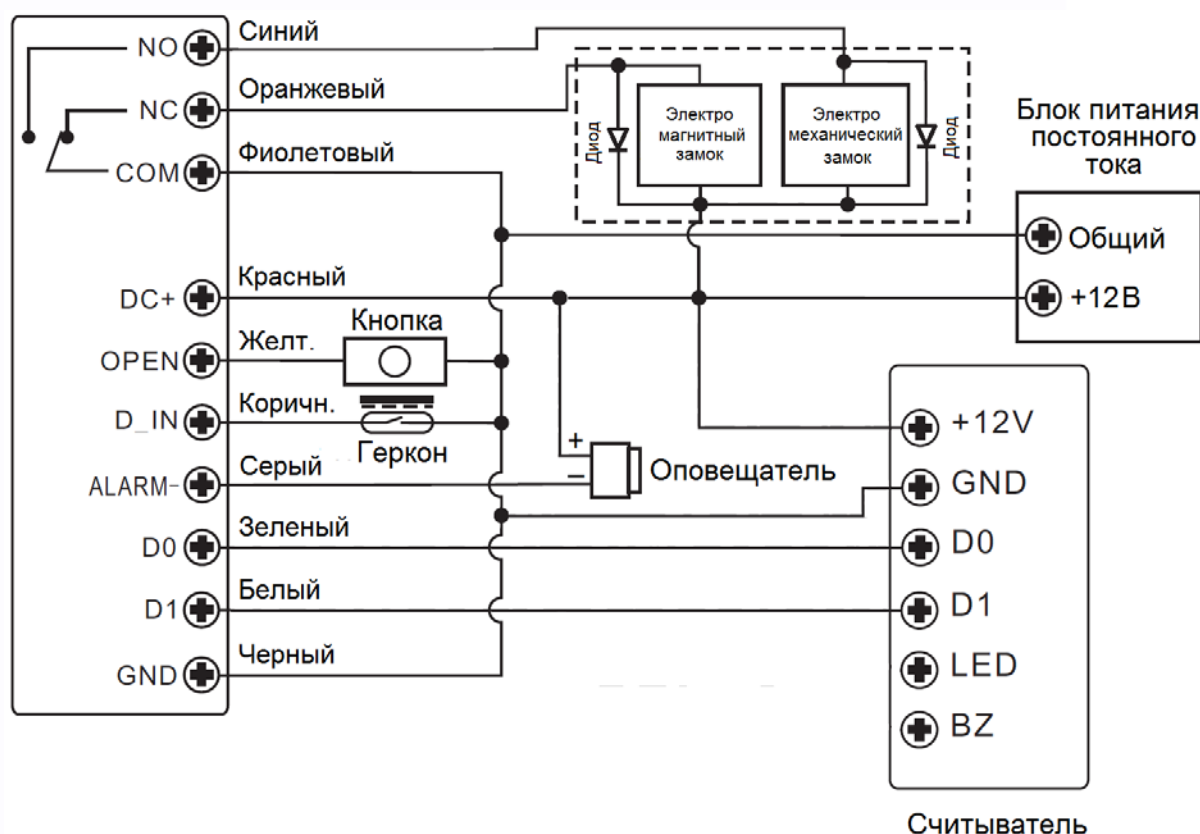 NO
Синий
NC
Оранжевый
COM
Фиолетовый
Диод
Электро
магнитный
замок
Электро
механический
замок
Диод
Блок питания
постоянного
тока
Общий
+12В
DC+
Красный
OPEN
Желт.
Кнопка
D_IN
Коричн.
Геркон
ALARM-
Серый
+
–
Оповещатель
D0
Зеленый
D1
Белый
GND
Черный
+12V
GND
D0
D1
LED
BZ
Считыватель